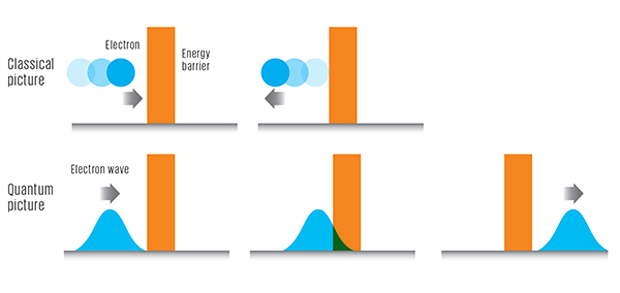 Classical
picture
Electron
Energy
barrier
Quantum
picture
Electron wave